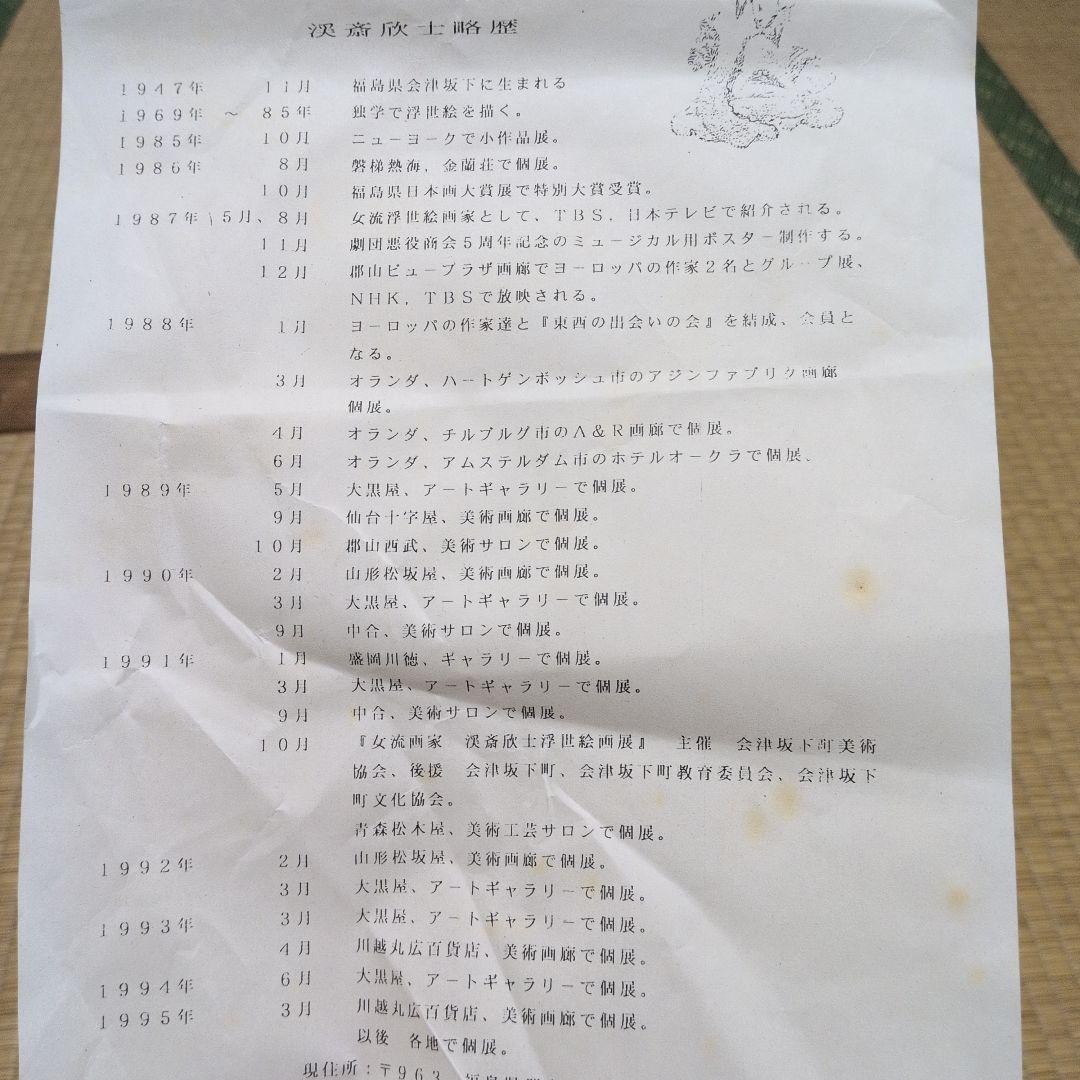 渓斎欣士略歴
1947年 11月 福島県会津坂下に生まれる
1969年 ～ 85年 独学で浮世絵を描く。
1985年 10月 ニューヨークで小作品展。
1986年 8月 磐梯熱海，金蘭荘で個展。
10月 福島県日本画大賞展で特別大賞受賞。
1987年 5月、8月 女流浮世絵画家として、TBS，日本テレビで紹介される。
11月 劇団悪役商会5周年記念のミュージカル用ポスター制作する。
12月 郡山ビュープラザ画廊でヨーロッパの作家2名とグループ展、
NHK，TBSで放映される。
1988年 1月 ヨーロッパの作家達と『東西の出会いの会』を結成、会員と
なる。
3月 オランダ、ハートゲンボッシュ市のアジンファブリク画廊
個展。
4月 オランダ、チルブルグ市のA＆R画廊で個展。
6月 オランダ、アムステルダム市のホテルオークラで個展、
1989年 5月 大黒屋、アートギャラリーで個展。
9月 仙台十字屋、美術画廊で個展。
10月 郡山西武、美術サロンで個展。
1990年 2月 山形松坂屋、美術画廊で個展。
3月 大黒屋、アートギャラリーで個展。
9月 中合、美術サロンで個展。
1991年 1月 盛岡川徳、ギャラリーで個展。
3月 大黒屋、アートギャラリーで個展。
9月 中合、美術サロンで個展。
10月 『女流画家 渓斎欣士浮世絵画展』 主催 会津坂下町美術
協会、後援 会津坂下町、会津坂下町教育委員会、会津坂下
町文化協会。
青森松木屋、美術工芸サロンで個展。
1992年 2月 山形松坂屋、美術画廊で個展。
3月 大黒屋、アートギャラリーで個展。
1993年 3月 大黒屋、アートギャラリーで個展。
4月 川越丸広百貨店、美術画廊で個展。
1994年 6月 大黒屋、アートギャラリーで個展。
1995年 3月 川越丸広百貨店、美術画廊で個展。
以後 各地で個展。
現住所：〒963